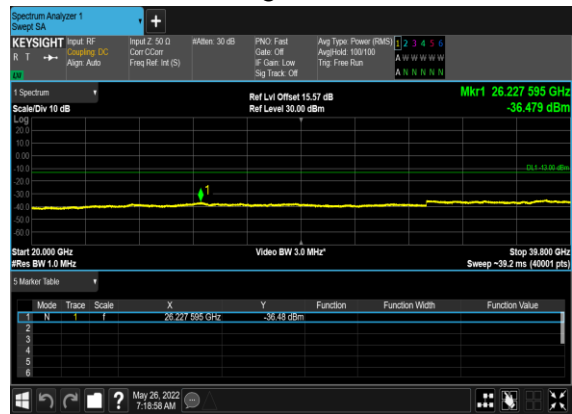 Spectrum Analyzer 1
Swept SA
+
KEYSIGHT Input: RF Input Z: 50 Ω #Atten: 30 dB PNO: Fast Avg Type: Power (RMS) 1 2 3 4 5 6
R T Coupling: DC Corr CCorr Gate: Off Avg|Hold: 100/100 A W W W W W
Align: Auto Freq Ref: Int (S) IF Gain: Low Trig: Free Run
Sig Track: Off A N N N N N
1 Spectrum Ref Lvl Offset 15.57 dB Mkr1 26.227 595 GHz
Scale/Div 10 dB Ref Level 30.00 dBm -36.479 dBm
Log
20.0
10.0
0.00
-10.0
DL1 -13.00 dBm
-20.0
-30.0
1
-40.0
-50.0
-60.0
Start 20.000 GHz Video BW 3.0 MHz* Stop 39.800 GHz
#Res BW 1.0 MHz Sweep ~39.2 ms (40001 pts)
5 Marker Table
Mode Trace Scale X Y Function Function Width Function Value
1 N 1 f 26.227 595 GHz -36.48 dBm
2
3
4
5
6
? May 26, 2022
7:18:58 AM